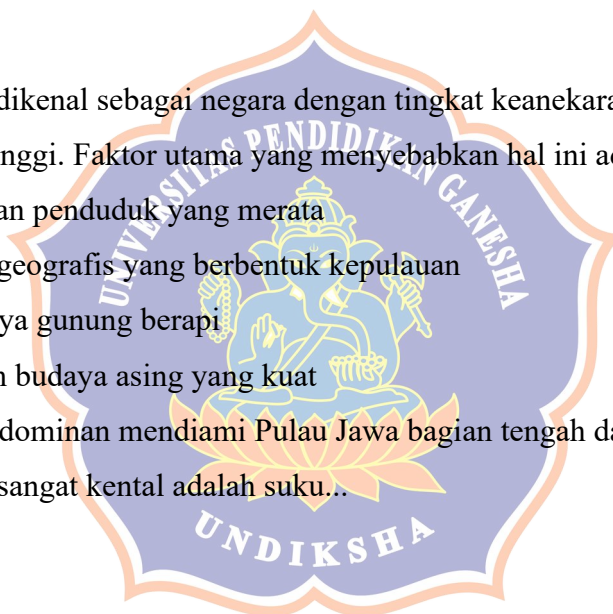 dikenal sebagai negara dengan tingkat keanekara
nggi. Faktor utama yang menyebabkan hal ini a
an penduduk yang merata
geografis yang berbentuk kepulauan
ya gunung berapi
n budaya asing yang kuat
dominan mendiami Pulau Jawa bagian tengah da
sangat kental adalah suku...
UNIVERSITAS PENDIDIKAN GANESHA
UNDIKSHA